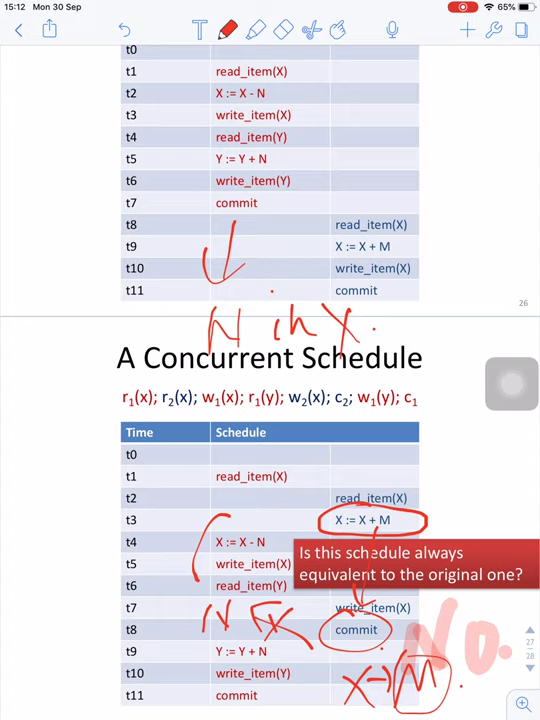 15:12 Mon 30 Sep 65%
t0
t1 read_item(X)
t2 X := X - N
t3 write_item(X)
t4 read_item(Y)
t5 Y := Y + N
t6 write_item(Y)
t7 commit
t8 read_item(X)
t9 X := X + M
t10 write_item(X)
t11 commit
26
N in
A Concurrent Schedule
r1(x); r2(x); w1(x); r1(y); w2(x); c2; w1(y); c1
Time Schedule
t0
t1 read_item(X)
t2 read_item(X)
t3 X := X + M
t4 X := X - N
Is this schedule always
t5 write_item(X)
equivalent to the original one?
t6 read_item(Y)
t7 write_item(X)
t8 commit
No.
27
28
t9 Y := Y + N
t10 write_item(Y)
X → M
t11 commit